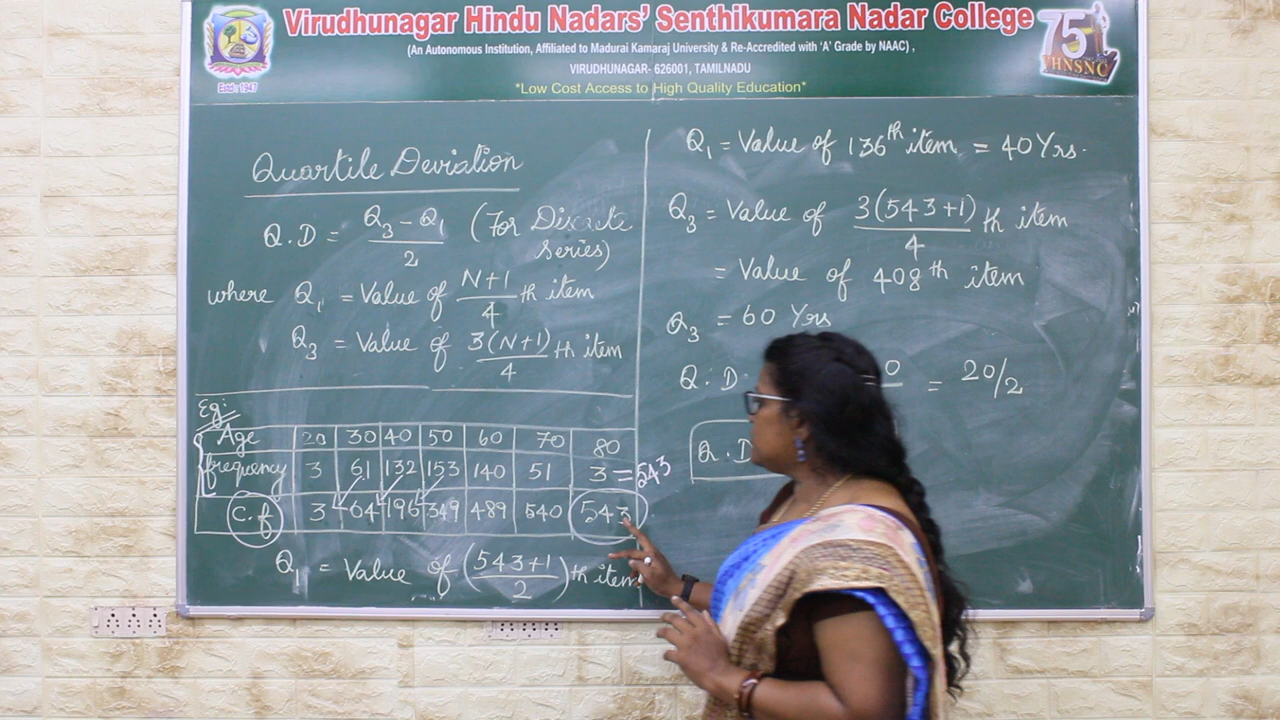 Virudhunagar Hindu Nadars' Senthikumara Nadar College
(An Autonomous Institution, Affiliated to Madurai Kamaraj University & Re-Accredited with 'A' Grade by NAAC) ,
VIRUDHUNAGAR- 626001, TAMILNADU
*Low Cost Access to High Quality Education*
Estd : 1947
75
VHNSNC
Quartile Deviation
Q.D = (Q3 - Q1)/2 (For Discrete series)
where Q1 = Value of (N+1)/4 th item
Q3 = Value of 3(N+1)/4 th item
Eg:
Age 20 30 40 50 60 70 80
frequency 3 61 132 153 140 51 3 = 543
C.f 3 64 196 349 489 540 543
Q1 = Value of (543+1/2) th item
Q1 = Value of 136th item = 40 Yrs.
Q3 = Value of 3(543+1)/4 th item
= Value of 408th item
Q3 = 60 Yrs
Q.D = 20/2
Q.D